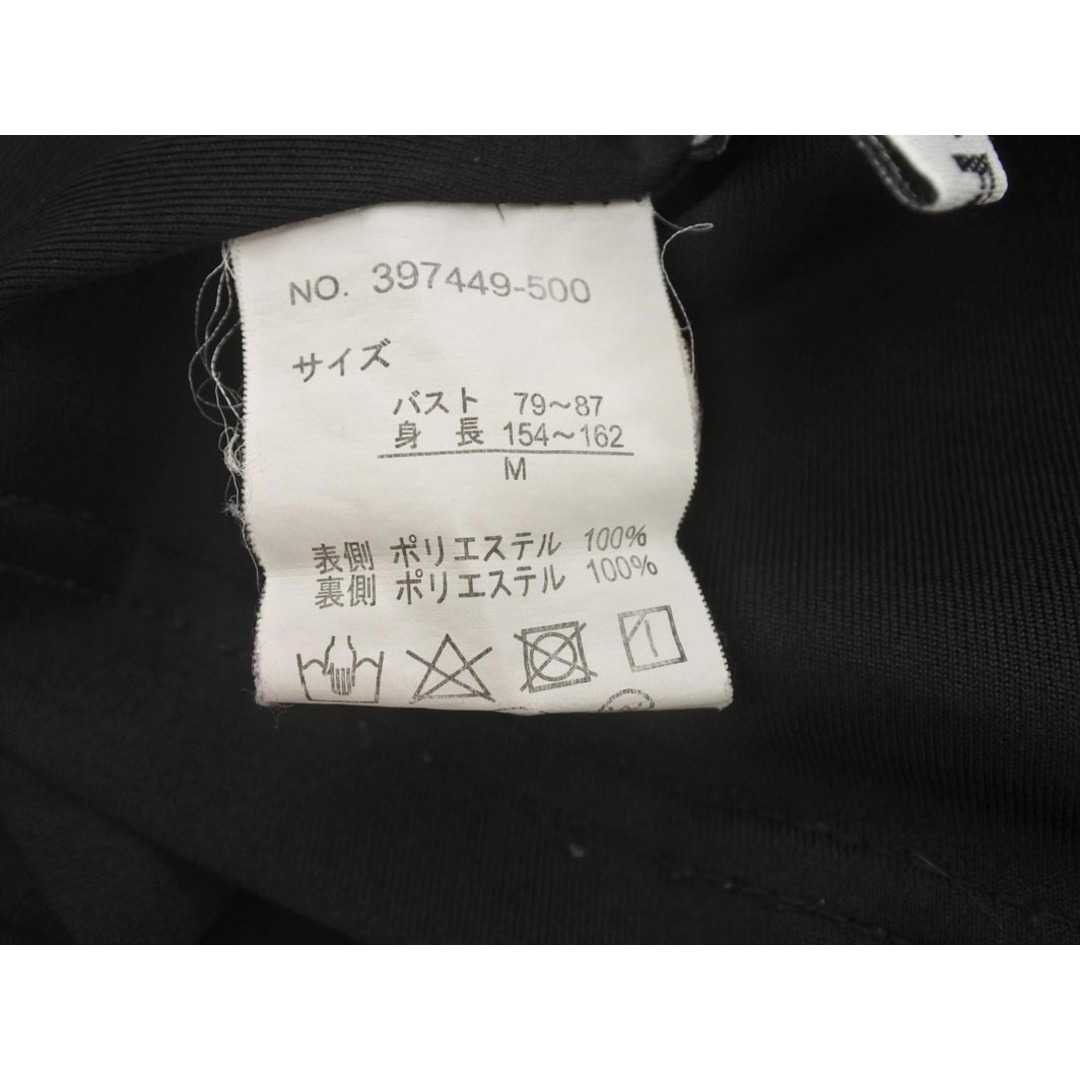 NO. 397449-500
サイズ
バスト 79～87
身 長 154～162
M
表側 ポリエステル 100%
裏側 ポリエステル 100%